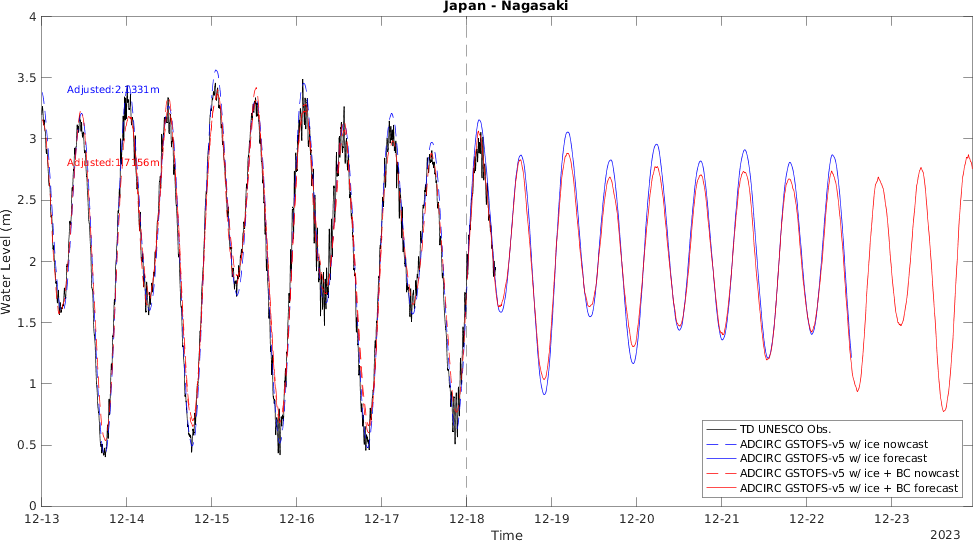 Japan - Nagasaki
4
3.5
3
2.5
2
1.5
1
0.5
0
Water Level (m)
Adjusted:2.1331m
Adjusted:1.7156m
TD UNESCO Obs.
ADCIRC GSTOFS-v5 w/ ice nowcast
ADCIRC GSTOFS-v5 w/ ice forecast
ADCIRC GSTOFS-v5 w/ ice + BC nowcast
ADCIRC GSTOFS-v5 w/ ice + BC forecast
12-13 12-14 12-15 12-16 12-17 12-18 12-19 12-20 12-21 12-22 12-23
Time
2023